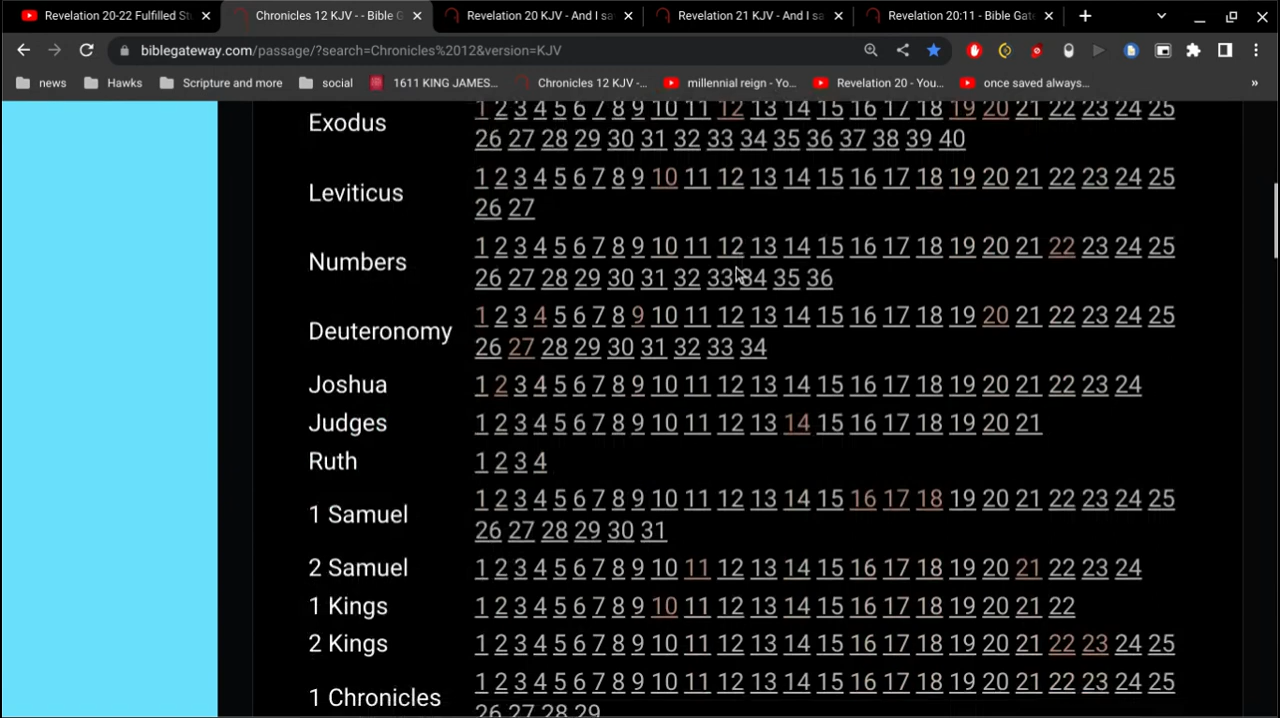 Revelation 20-22 Fulfilled St
Chronicles 12 KJV - - Bible G
Revelation 20 KJV - And I sa
Revelation 21 KJV - And I sa
Revelation 20:11 - Bible Gate
biblegateway.com/passage/?search=Chronicles%2012&version=KJV
news
Hawks
Scripture and more
social
1611 KING JAMES...
Chronicles 12 KJV -...
millennial reign - Yo...
Revelation 20 - You...
once saved always...
»
Exodus
1 2 3 4 5 6 7 8 9 10 11 12 13 14 15 16 17 18 19 20 21 22 23 24 25
26 27 28 29 30 31 32 33 34 35 36 37 38 39 40
Leviticus
1 2 3 4 5 6 7 8 9 10 11 12 13 14 15 16 17 18 19 20 21 22 23 24 25
26 27
Numbers
1 2 3 4 5 6 7 8 9 10 11 12 13 14 15 16 17 18 19 20 21 22 23 24 25
26 27 28 29 30 31 32 33 34 35 36
Deuteronomy
1 2 3 4 5 6 7 8 9 10 11 12 13 14 15 16 17 18 19 20 21 22 23 24 25
26 27 28 29 30 31 32 33 34
Joshua
1 2 3 4 5 6 7 8 9 10 11 12 13 14 15 16 17 18 19 20 21 22 23 24
Judges
1 2 3 4 5 6 7 8 9 10 11 12 13 14 15 16 17 18 19 20 21
Ruth
1 2 3 4
1 Samuel
1 2 3 4 5 6 7 8 9 10 11 12 13 14 15 16 17 18 19 20 21 22 23 24 25
26 27 28 29 30 31
2 Samuel
1 2 3 4 5 6 7 8 9 10 11 12 13 14 15 16 17 18 19 20 21 22 23 24
1 Kings
1 2 3 4 5 6 7 8 9 10 11 12 13 14 15 16 17 18 19 20 21 22
2 Kings
1 2 3 4 5 6 7 8 9 10 11 12 13 14 15 16 17 18 19 20 21 22 23 24 25
1 Chronicles
1 2 3 4 5 6 7 8 9 10 11 12 13 14 15 16 17 18 19 20 21 22 23 24 25
26 27 28 29